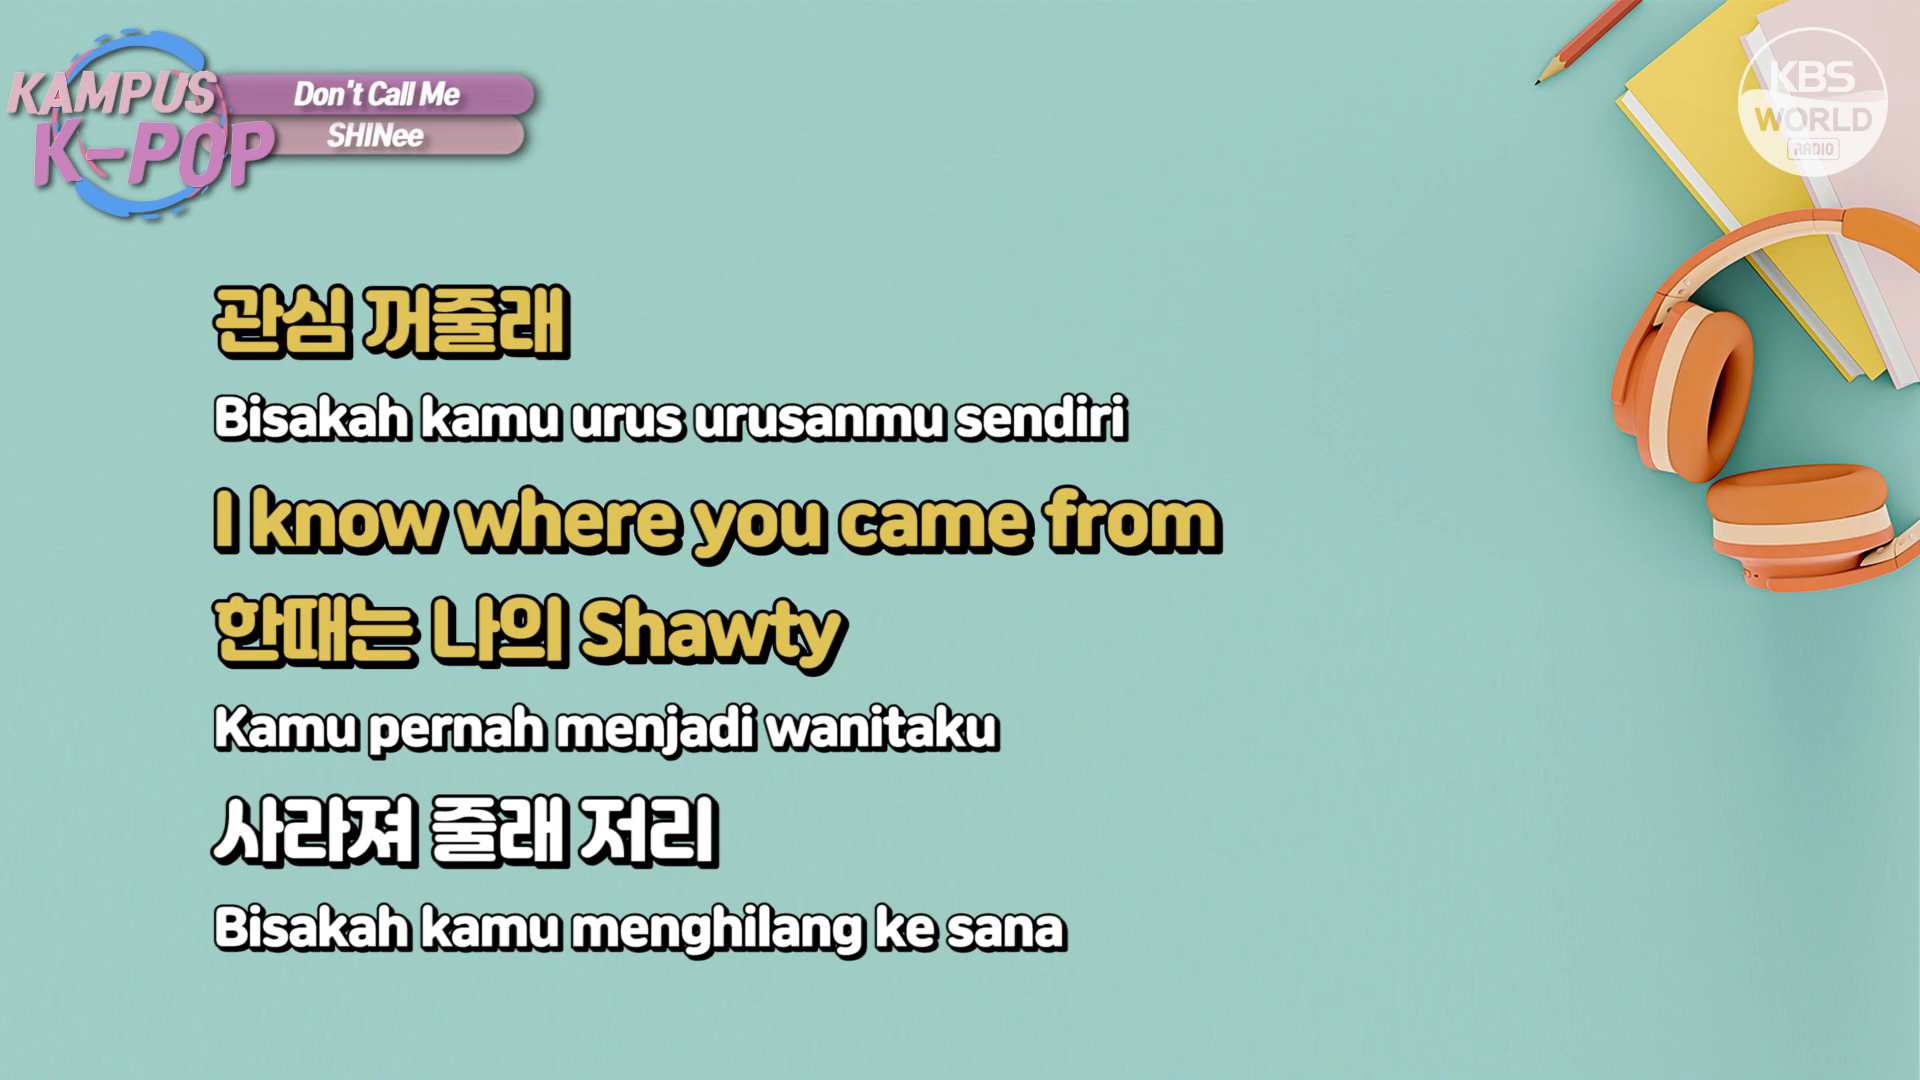 KAMPUS
K-POP
Don't Call Me
SHINee
KBS
WORLD
RADIO
관심 꺼줄래
Bisakah kamu urus urusanmu sendiri
I know where you came from
한때는 나의 Shawty
Kamu pernah menjadi wanitaku
사라져 줄래 저리
Bisakah kamu menghilang ke sana